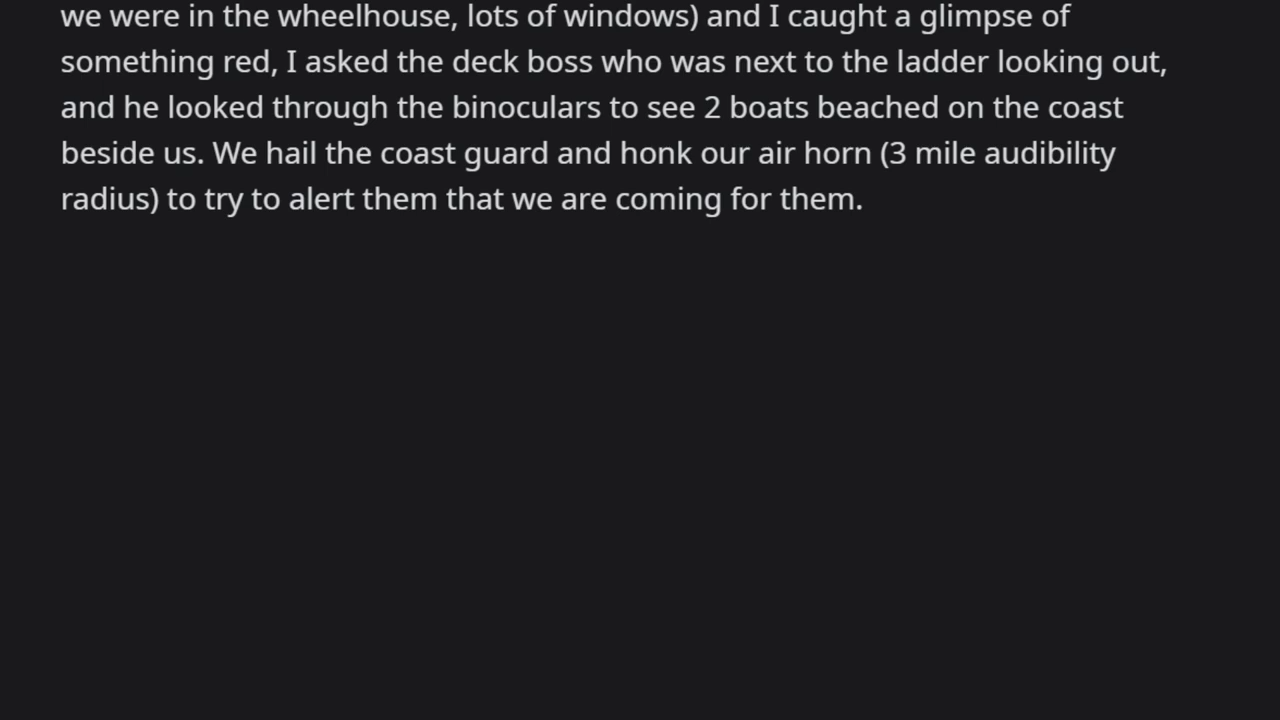 we were in the wheelhouse, lots of windows) and I caught a glimpse of
something red, I asked the deck boss who was next to the ladder looking out,
and he looked through the binoculars to see 2 boats beached on the coast
beside us. We hail the coast guard and honk our air horn (3 mile audibility
radius) to try to alert them that we are coming for them.